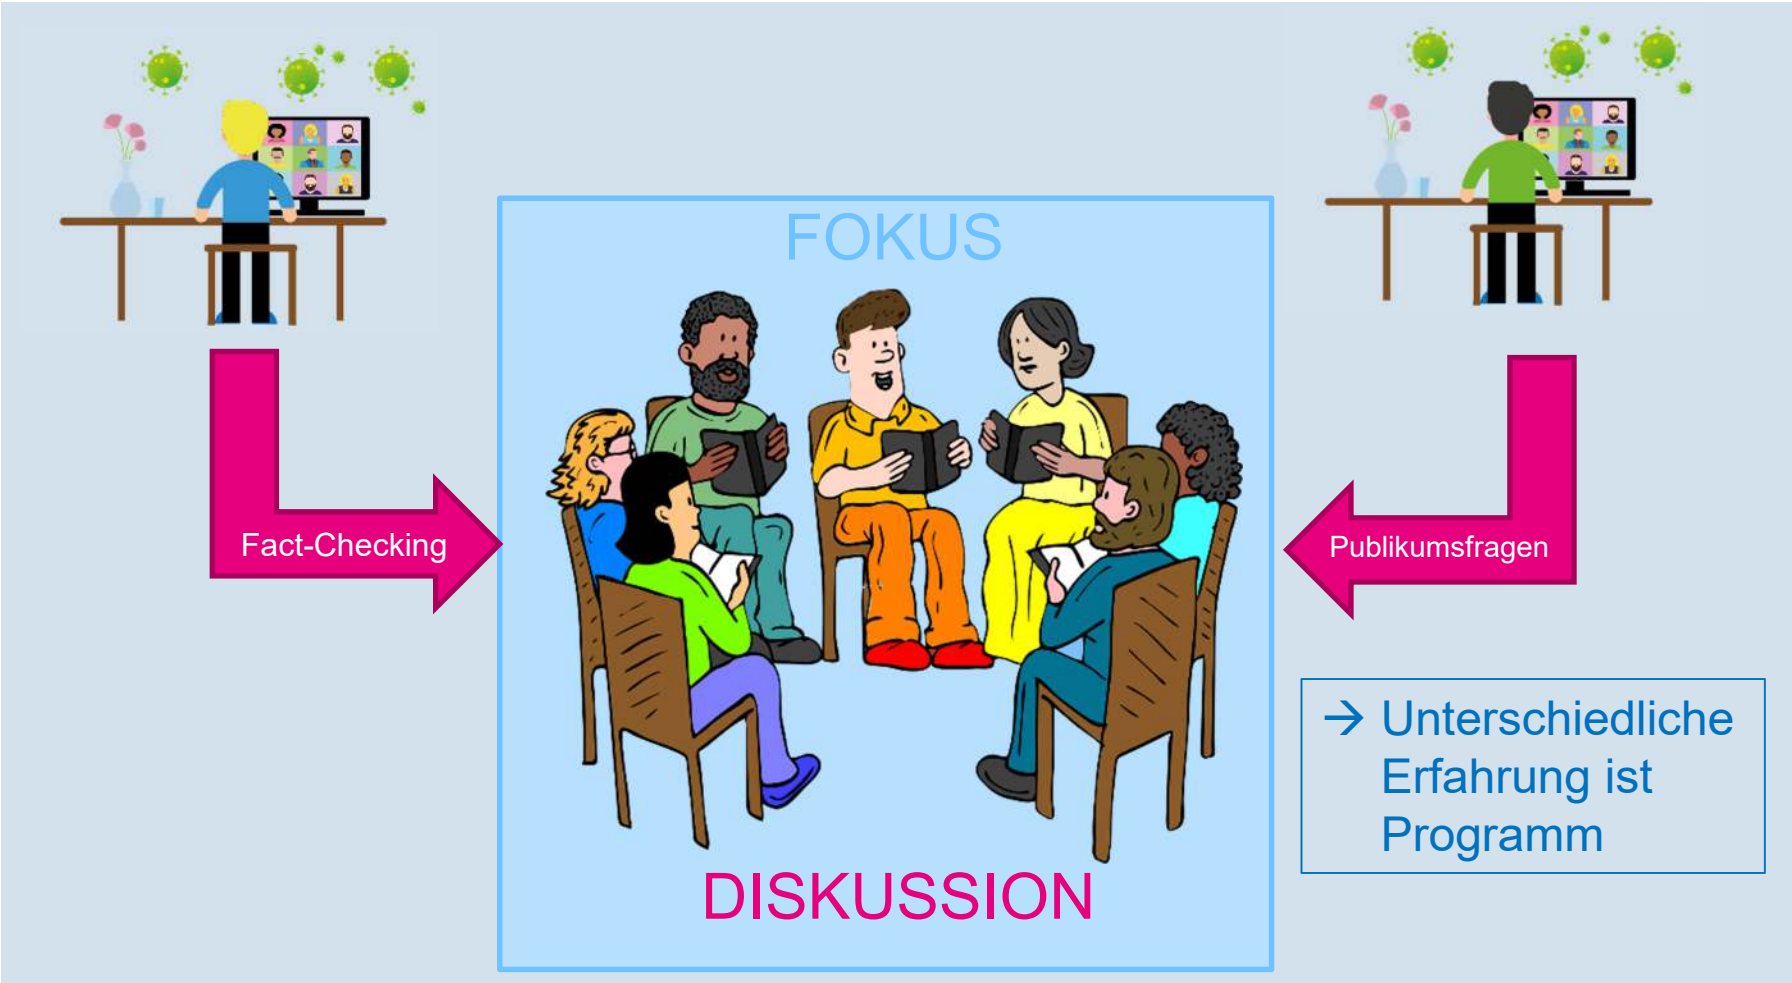 FOKUS
Fact-Checking
Publikumsfragen
→ Unterschiedliche
Erfahrung ist
Programm
DISKUSSION